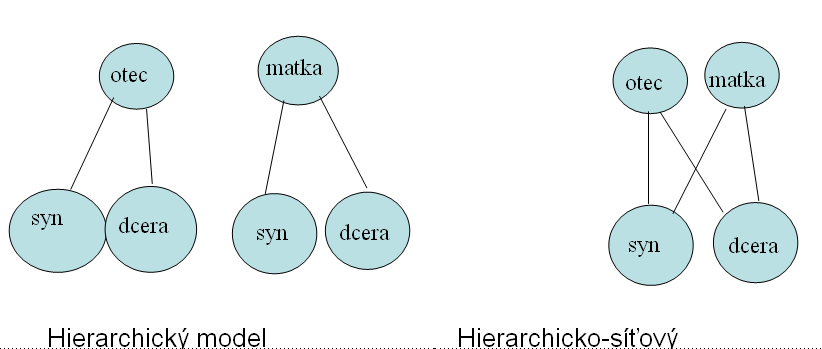 otec
matka
syn
dcera
syn
dcera
Hierarchický model
otec
matka
syn
dcera
Hierarchicko-síťový